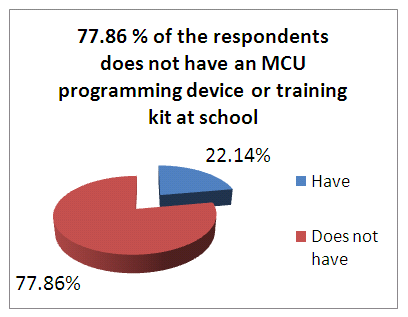 77.86 % of the respondents
does not have an MCU
programming device or training
kit at school
22.14%
Have
Does not
have
77.86%